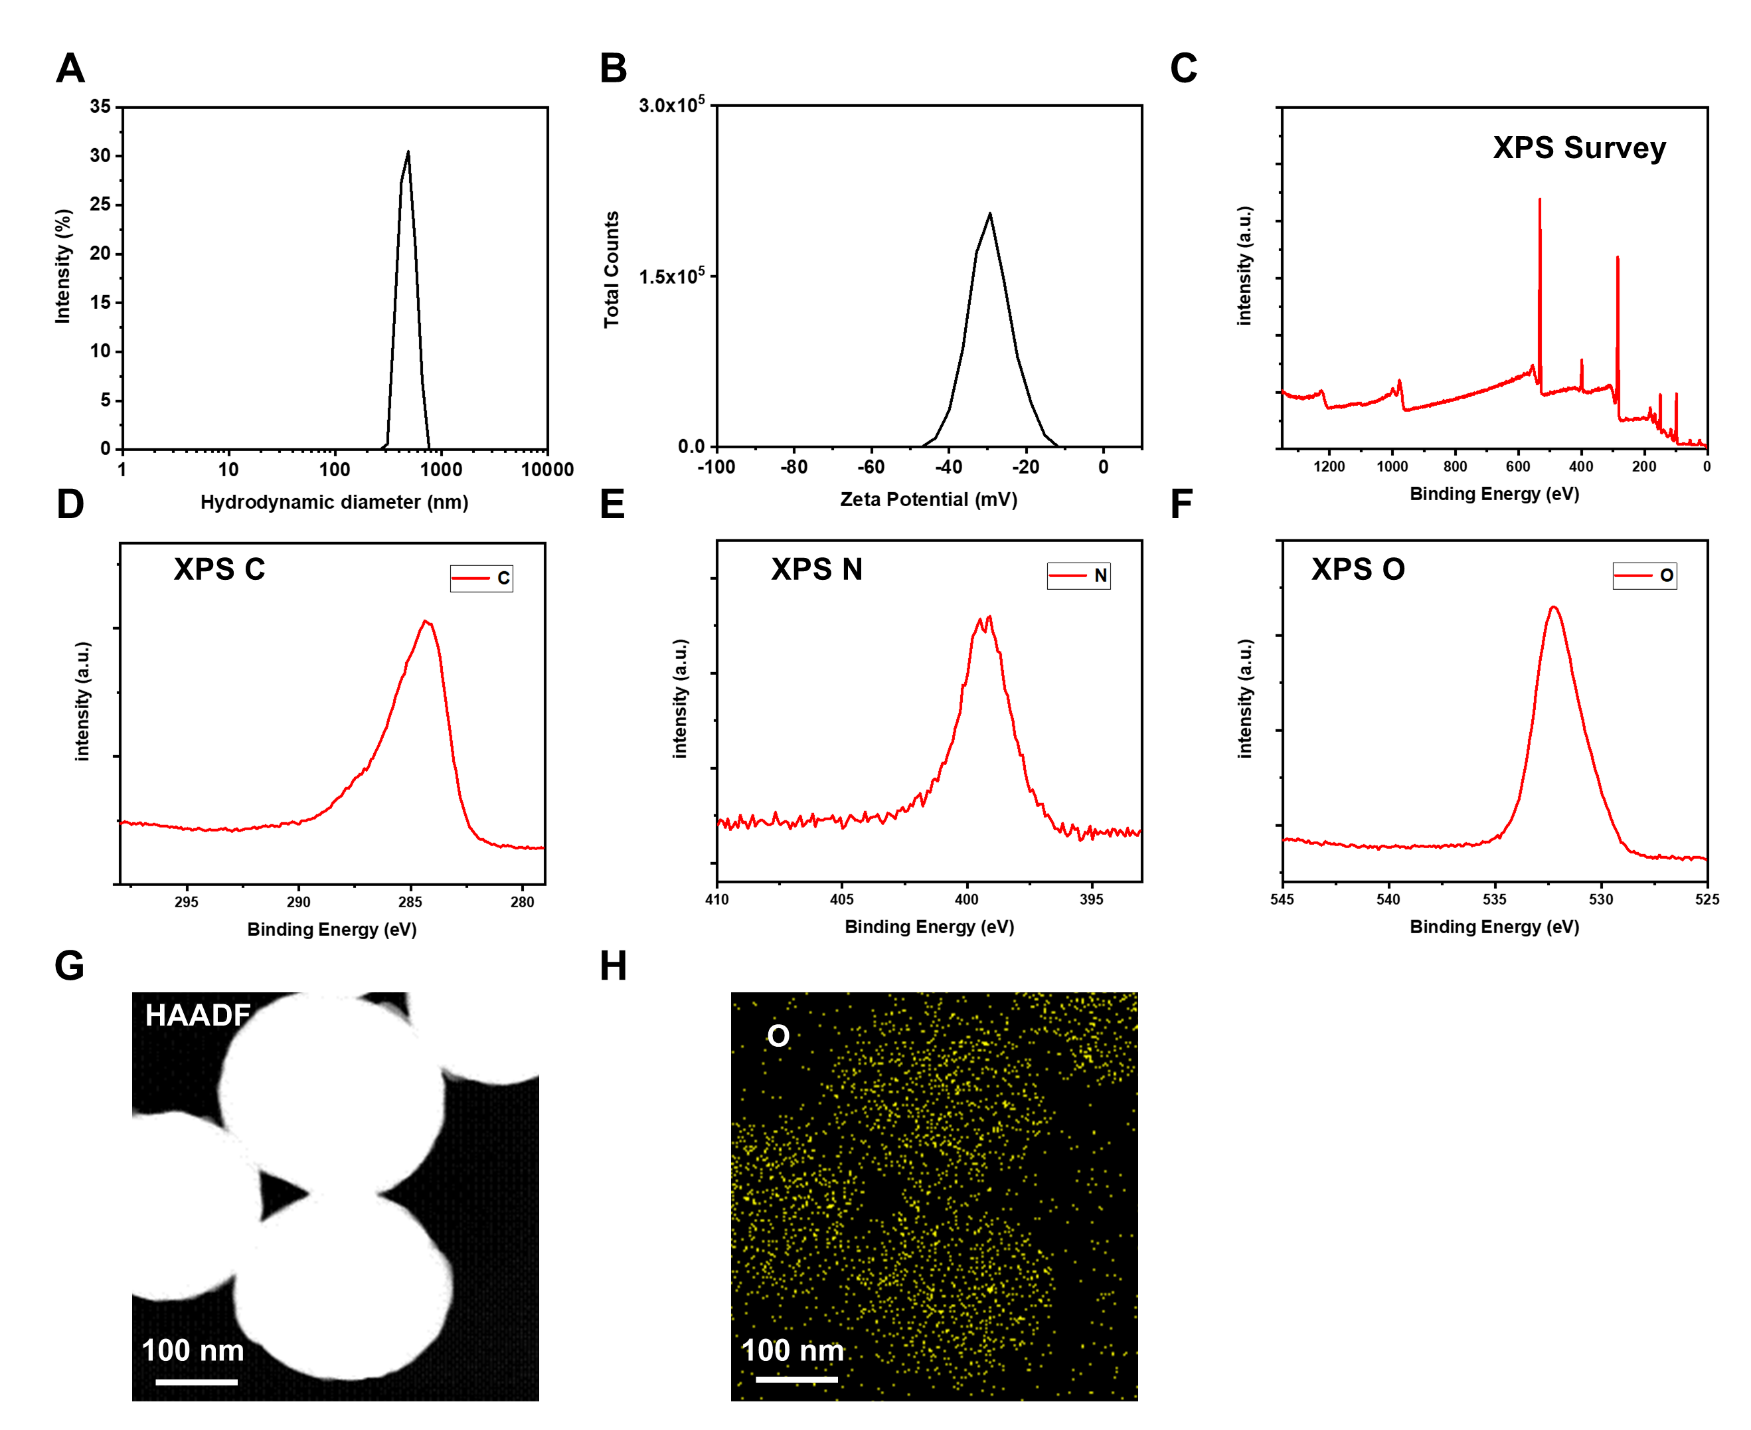 A
35
30
25
20
15
10
5
0
1 10 100 1000 10000
Intensity (%)
Hydrodynamic diameter (nm)
B
3.0x10⁵
1.5x10⁵
0.0
-100 -80 -60 -40 -20 0
Total Counts
Zeta Potential (mV)
C
XPS Survey
intensity (a.u.)
1200 1000 800 600 400 200 0
Binding Energy (eV)
D
XPS C
C
intensity (a.u.)
295 290 285 280
Binding Energy (eV)
E
XPS N
N
intensity (a.u.)
410 405 400 395
Binding Energy (eV)
F
XPS O
O
intensity (a.u.)
545 540 535 530 525
Binding Energy (eV)
G
HAADF
100 nm
H
O
100 nm